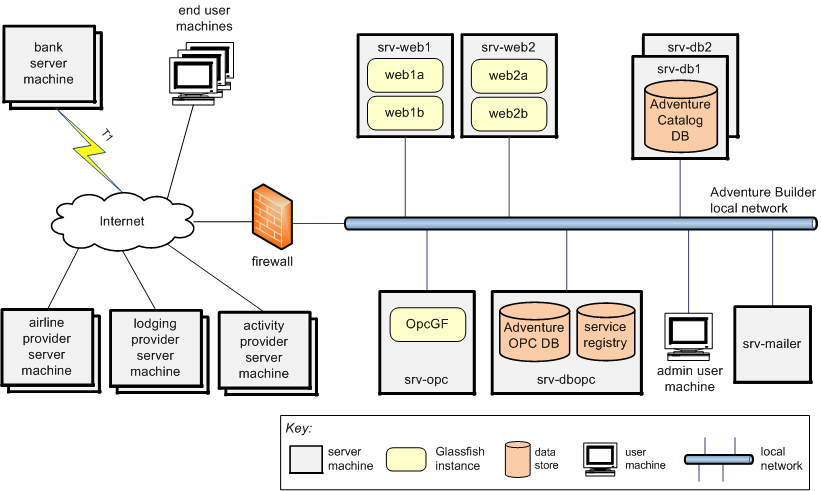 bank
server
machine
end user
machines
T1
Internet
firewall
srv-web1
web1a
web1b
srv-web2
web2a
web2b
srv-db2
srv-db1
Adventure
Catalog
DB
Adventure Builder
local network
airline
provider
server
machine
lodging
provider
server
machine
activity
provider
server
machine
OpcGF
srv-opc
Adventure
OPC DB
service
registry
srv-dbopc
admin user
machine
srv-mailer
Key:
server
machine
Glassfish
instance
data
store
user
machine
local
network